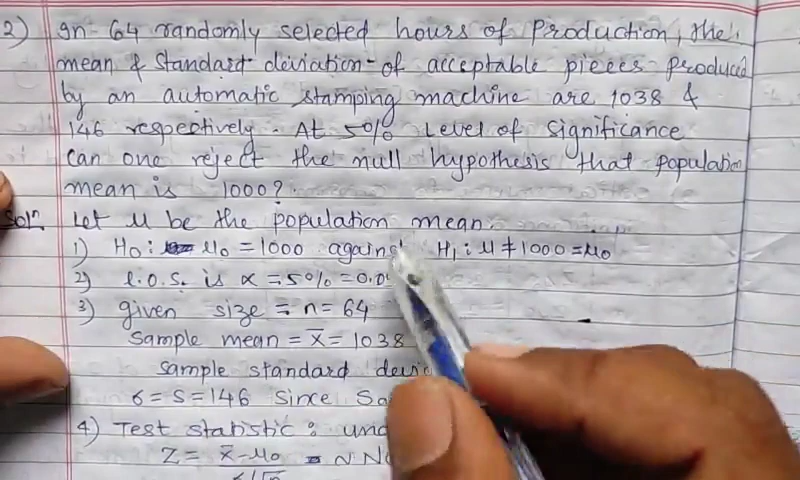 2) In 64 randomly selected hours of Production, the
mean & standard deviation of acceptable pieces produced
by an automatic stamping machine are 1038 &
146 respectively. At 5% Level of significance
can one reject the null hypothesis that population
mean is 1000?
Soln. Let μ be the population mean.
1) H₀: μ₀ = 1000 against H₁: μ ≠ 1000 = μ₀
2) l.o.s. is α = 5% = 0.0
3) given size = n = 64
Sample mean = x̄ = 1038
Sample standard
σ = s = 146 since
4) Test statistic:
Z = x̄ - μ₀ ~ N